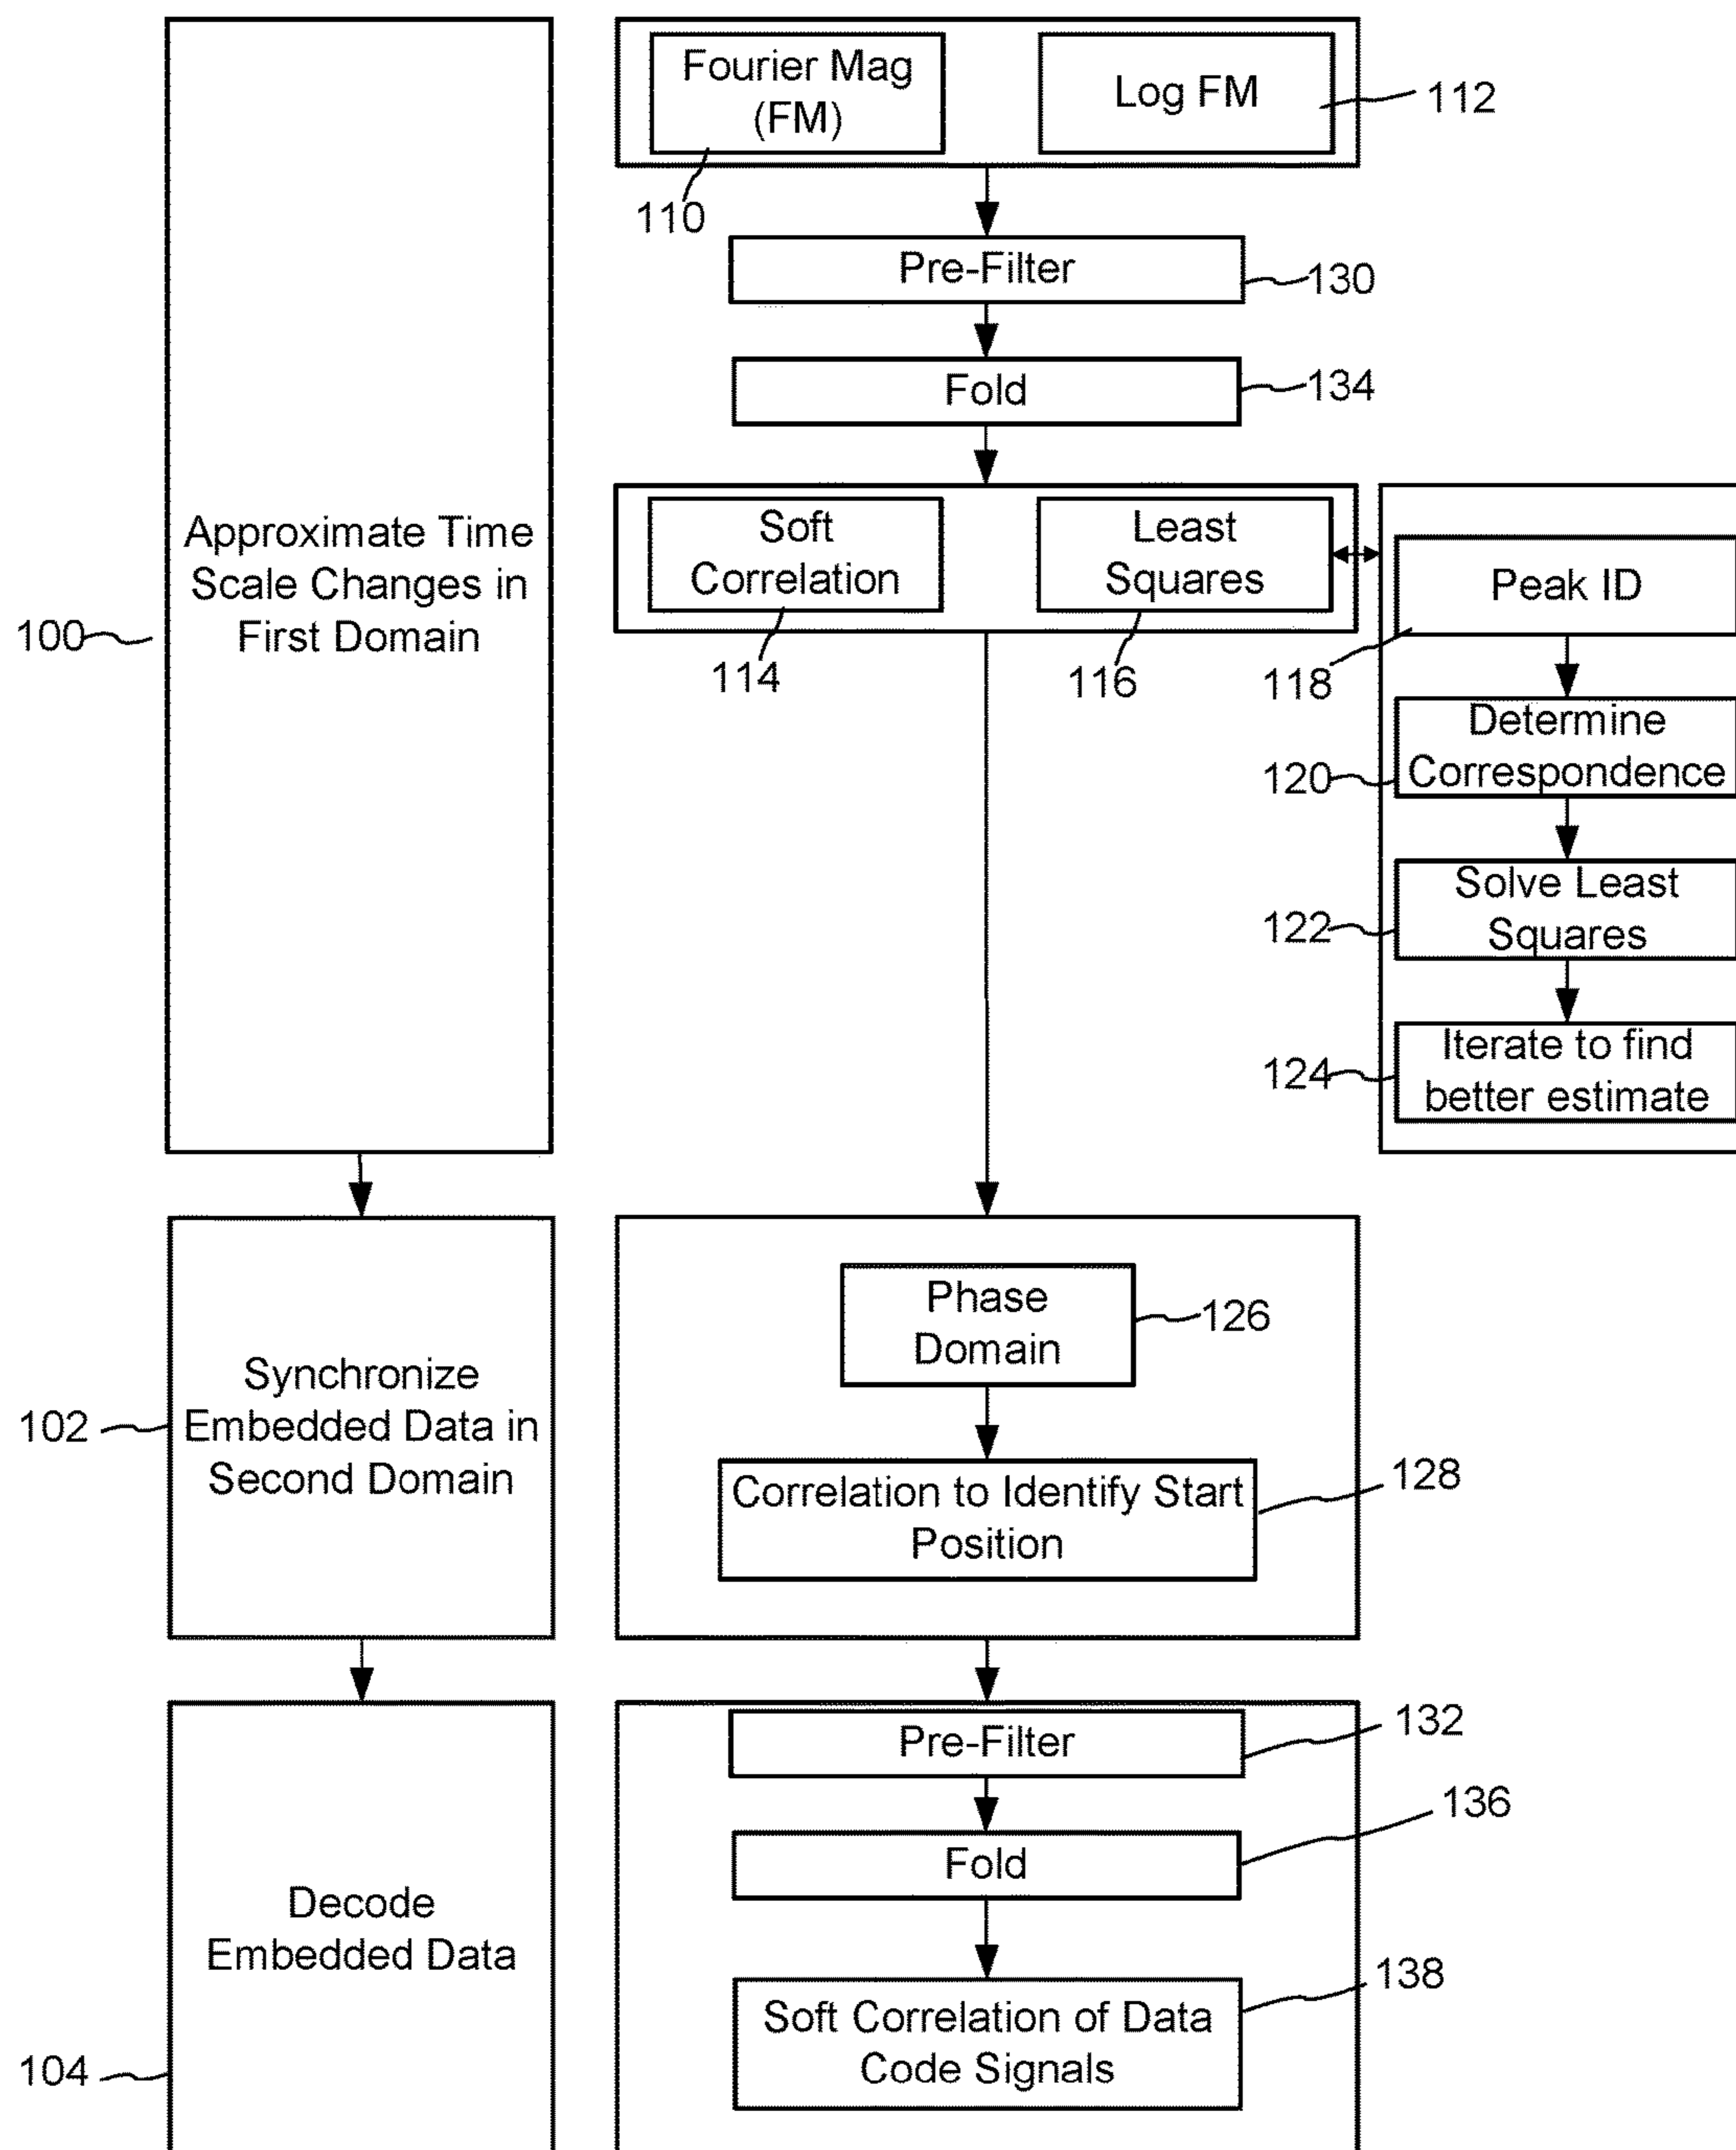 Fourier Mag
(FM)
Log FM
112
110
Pre-Filter
130
Fold
134
Approximate Time
Scale Changes in
First Domain
100
Soft
Correlation
Least
Squares
114
116
Peak ID
118
Determine
Correspondence
120
Solve Least
Squares
122
Iterate to find
better estimate
124
Synchronize
Embedded Data in
Second Domain
102
Phase
Domain
126
Correlation to Identify Start
Position
128
Decode
Embedded Data
104
Pre-Filter
132
Fold
136
Soft Correlation of Data
Code Signals
138